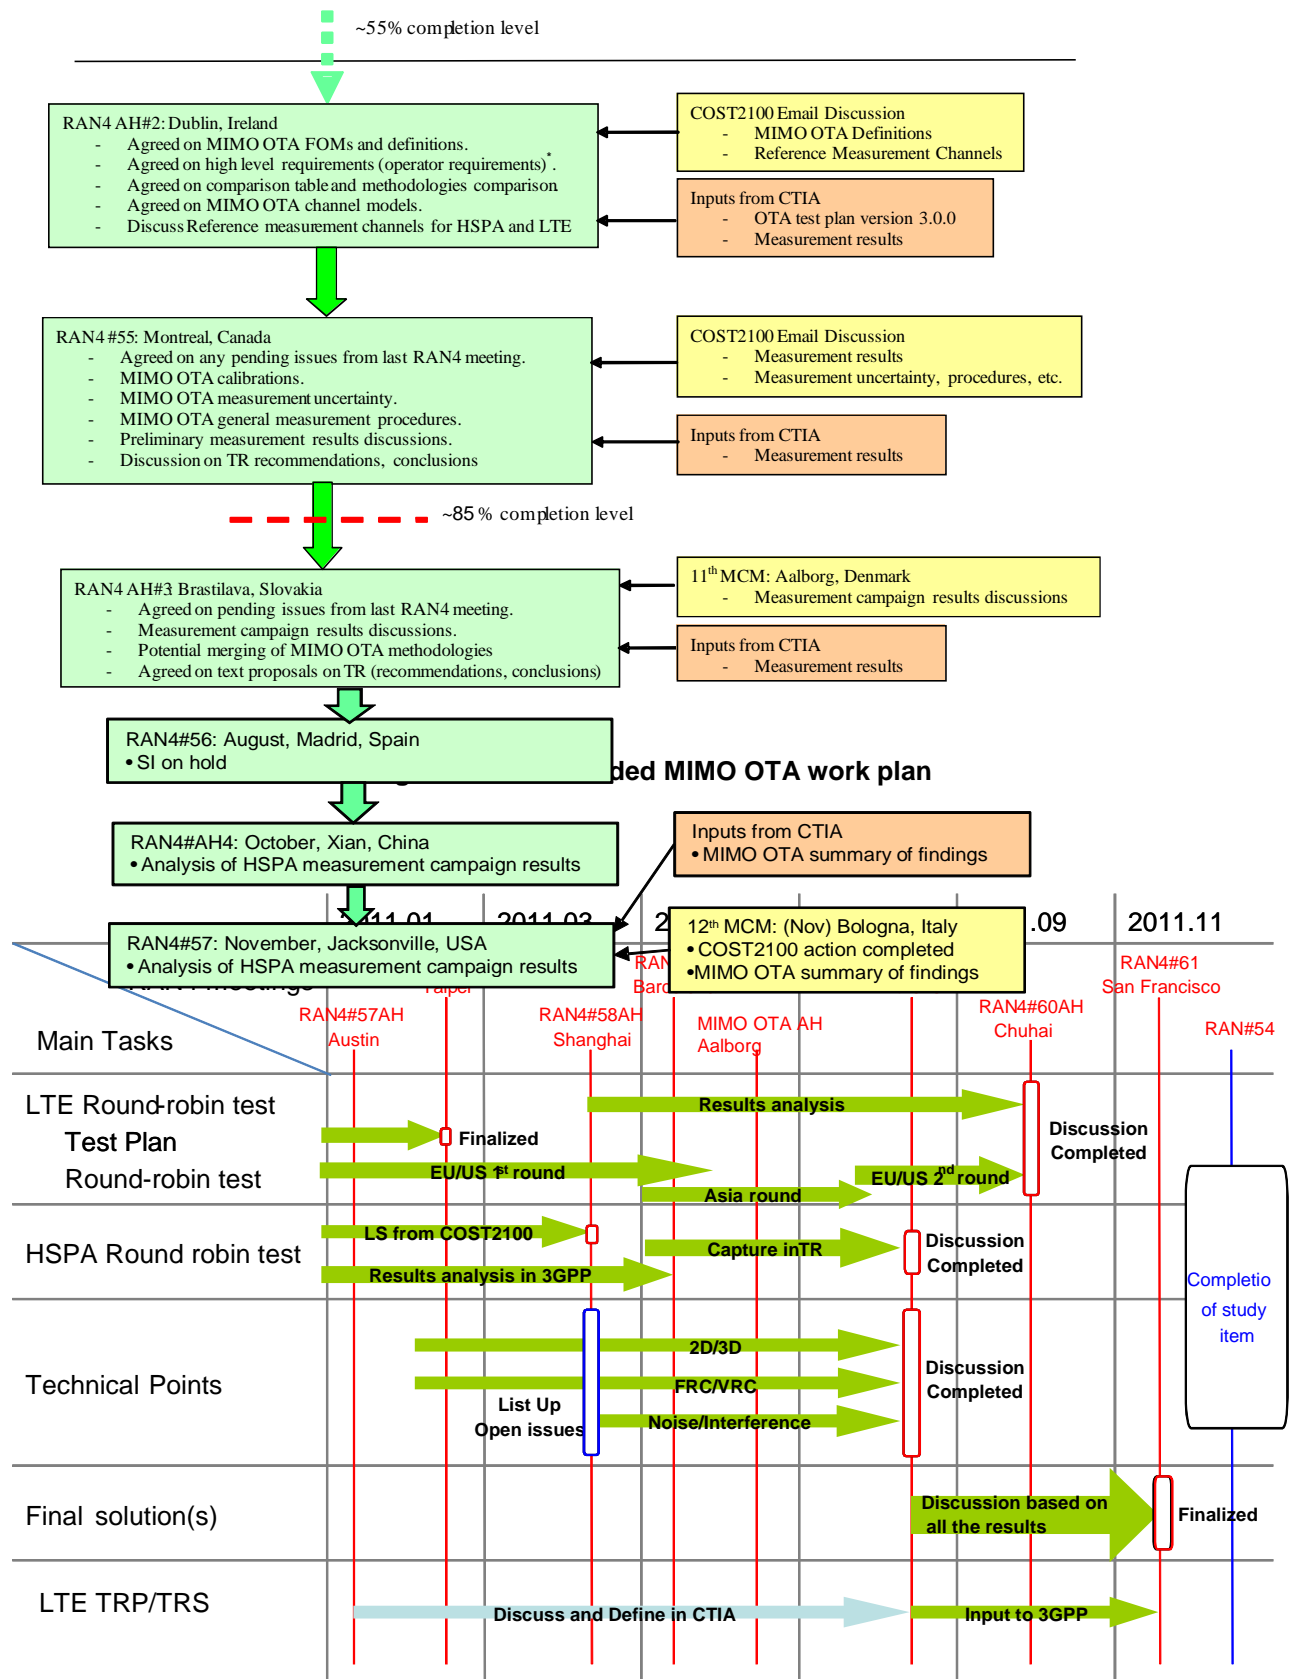 ~55% completion level
RAN4 AH#2: Dublin, Ireland
- Agreed on MIMO OTA FOMs and definitions.
- Agreed on high level requirements (operator requirements)*.
- Agreed on comparison table and methodologies comparison.
- Agreed on MIMO OTA channel models.
- Discuss Reference measurement channels for HSPA and LTE
COST2100 Email Discussion
- MIMO OTA Definitions
- Reference Measurement Channels
Inputs from CTIA
- OTA test plan version 3.0.0
- Measurement results
RAN4 #55: Montreal, Canada
- Agreed on any pending issues from last RAN4 meeting.
- MIMO OTA calibrations.
- MIMO OTA measurement uncertainty.
- MIMO OTA general measurement procedures.
- Preliminary measurement results discussions.
- Discussion on TR recommendations, conclusions
COST2100 Email Discussion
- Measurement results
- Measurement uncertainty, procedures, etc.
Inputs from CTIA
- Measurement results
~85 % completion level
RAN4 AH#3: Brastilava, Slovakia
- Agreed on pending issues from last RAN4 meeting.
- Measurement campaign results discussions.
- Potential merging of MIMO OTA methodologies
- Agreed on text proposals on TR (recommendations, conclusions)
11th MCM: Aalborg, Denmark
- Measurement campaign results discussions
Inputs from CTIA
- Measurement results
RAN4#56: August, Madrid, Spain
• SI on hold
ded MIMO OTA work plan
RAN4#AH4: October, Xian, China
• Analysis of HSPA measurement campaign results
Inputs from CTIA
• MIMO OTA summary of findings
2011.01 2011.03 2 .09 2011.11
RAN4#57: November, Jacksonville, USA
• Analysis of HSPA measurement campaign results
12th MCM: (Nov) Bologna, Italy
• COST2100 action completed
• MIMO OTA summary of findings
RAN4 meetings
Taipei
RAN
Barc
RAN4#61
San Francisco
RAN4#57AH
Austin
RAN4#58AH
Shanghai
MIMO OTA AH
Aalborg
RAN4#60AH
Chuhai
RAN#54
Main Tasks
LTE Round-robin test
Test Plan
Round-robin test
Results analysis
Finalized
EU/US 1st round
Asia round
EU/US 2nd round
Discussion
Completed
HSPA Round robin test
LS from COST2100
Results analysis in 3GPP
Capture inTR
Discussion
Completed
Completio
of study
item
Technical Points
2D/3D
FRC/VRC
Noise/Interference
List Up
Open issues
Discussion
Completed
Final solution(s)
Discussion based on
all the results
Finalized
LTE TRP/TRS
Discuss and Define in CTIA
Input to 3GPP